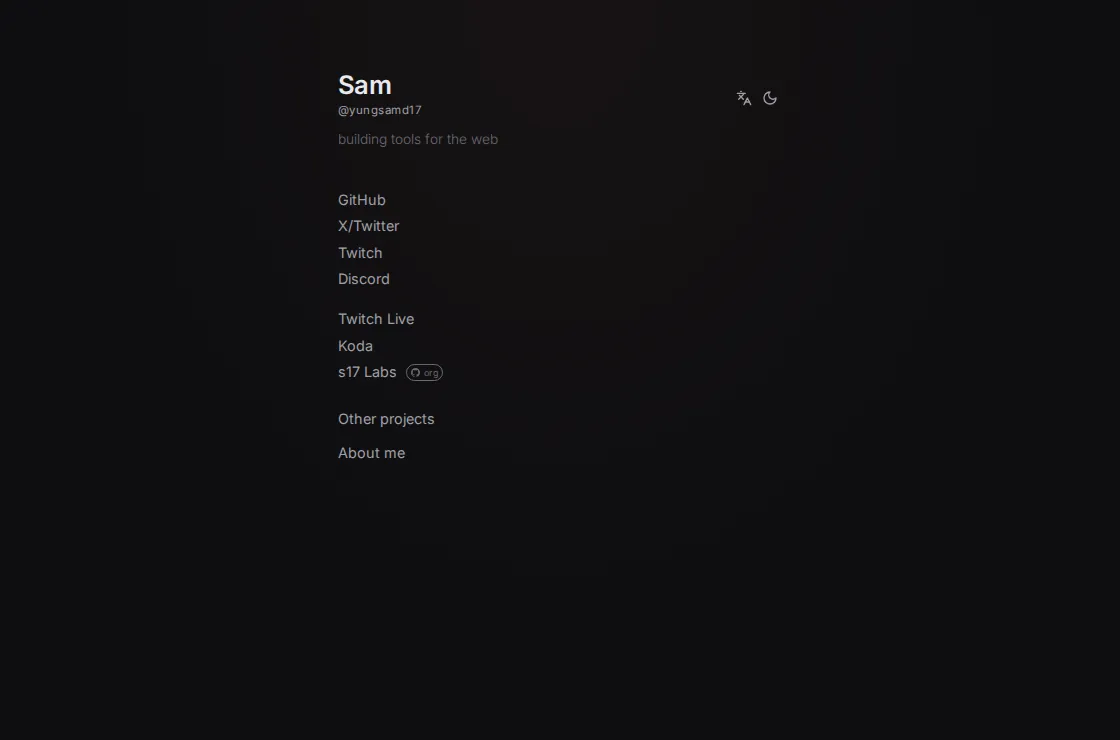 Sam
@yungsamd17
building tools for the web
GitHub
X/Twitter
Twitch
Discord
Twitch Live
Koda
s17 Labs org
Other projects
About me